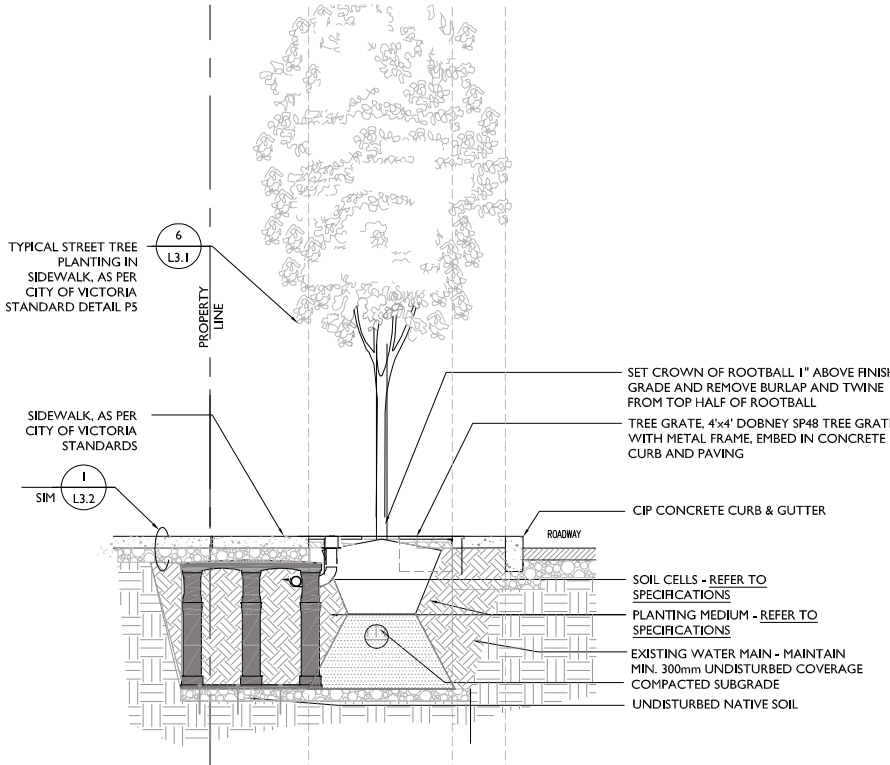 6
L3.1
TYPICAL STREET TREE
PLANTING IN
SIDEWALK, AS PER
CITY OF VICTORIA
STANDARD DETAIL P5
PROPERTY
LINE
SET CROWN OF ROOTBALL 1" ABOVE FINISH
GRADE AND REMOVE BURLAP AND TWINE
FROM TOP HALF OF ROOTBALL
SIDEWALK, AS PER
CITY OF VICTORIA
STANDARDS
TREE GRATE, 4'x4' DOBNEY SP48 TREE GRATE
WITH METAL FRAME, EMBED IN CONCRETE
CURB AND PAVING
1
SIM L3.2
CIP CONCRETE CURB & GUTTER
ROADWAY
SOIL CELLS - REFER TO
SPECIFICATIONS
PLANTING MEDIUM - REFER TO
SPECIFICATIONS
EXISTING WATER MAIN - MAINTAIN
MIN. 300mm UNDISTURBED COVERAGE
COMPACTED SUBGRADE
UNDISTURBED NATIVE SOIL